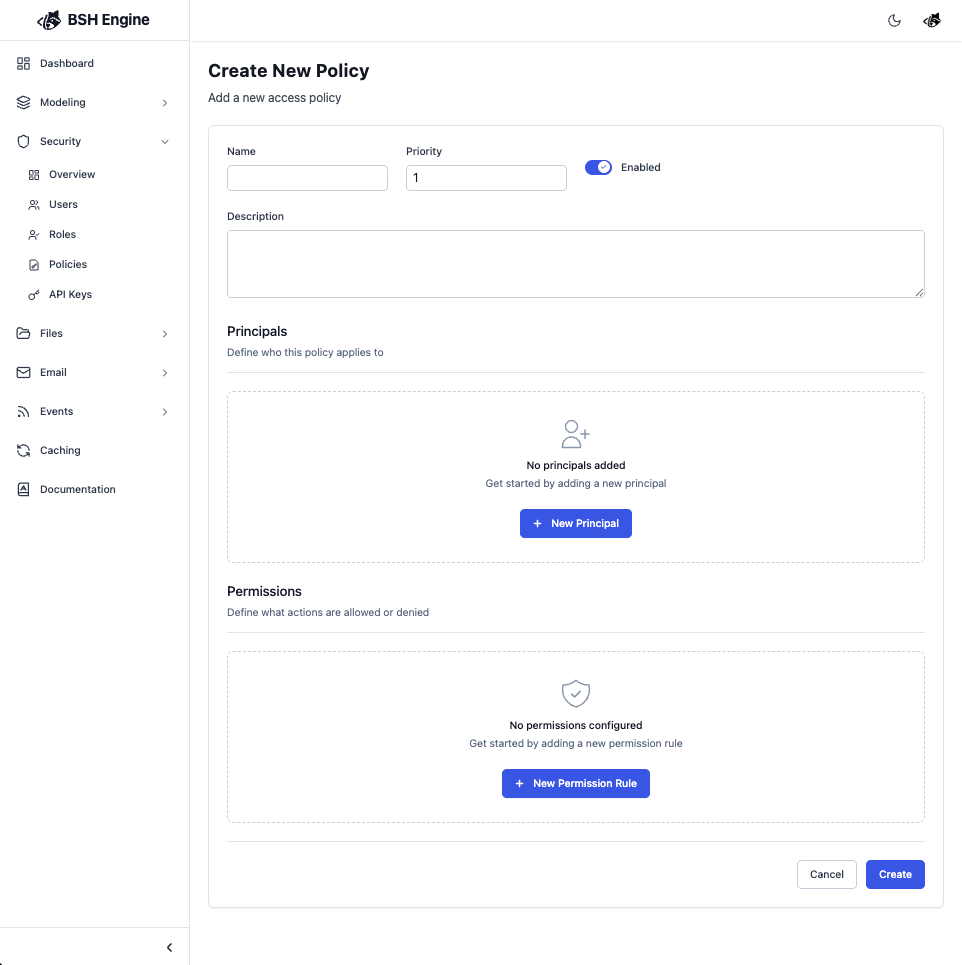 BSH Engine
Dashboard
Modeling
Security
Overview
Users
Roles
Policies
API Keys
Files
Email
Events
Caching
Documentation
Create New Policy
Add a new access policy
Name
Priority
1
Enabled
Description
Principals
Define who this policy applies to
No principals added
Get started by adding a new principal
+ New Principal
Permissions
Define what actions are allowed or denied
No permissions configured
Get started by adding a new permission rule
+ New Permission Rule
Cancel
Create